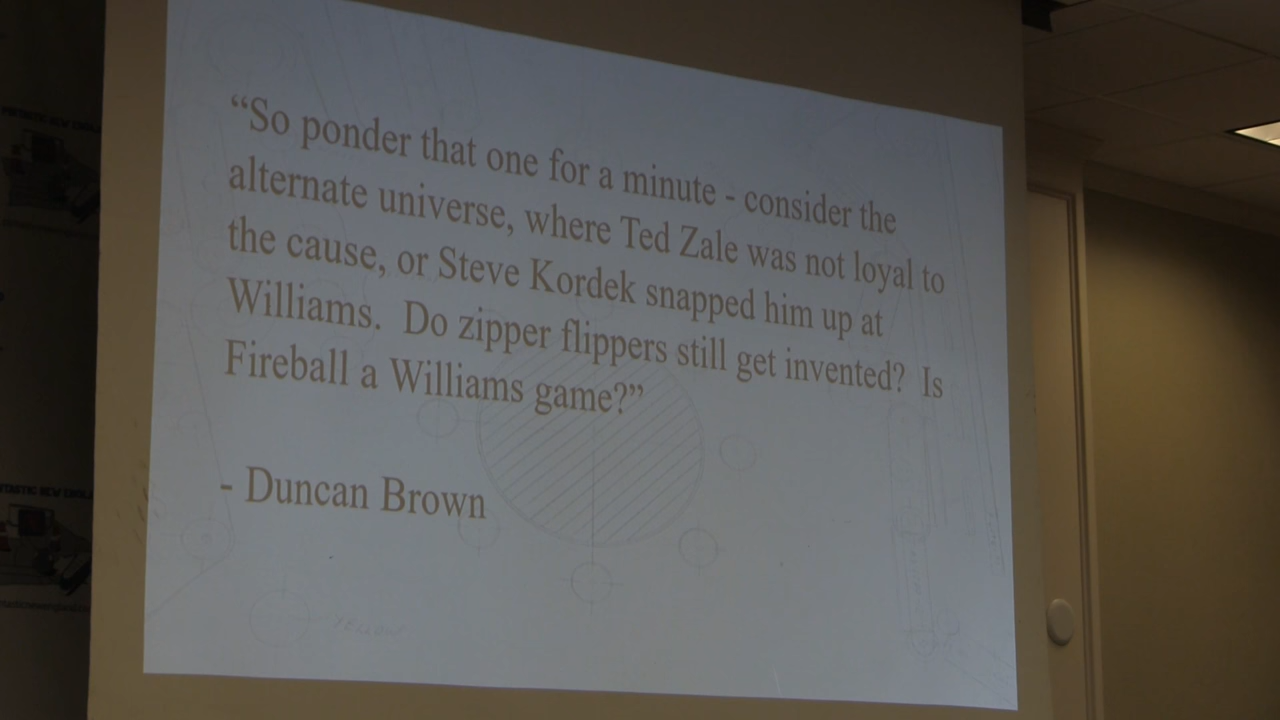 “So ponder that one for a minute - consider the
alternate universe, where Ted Zale was not loyal to
the cause, or Steve Kordek snapped him up at
Williams.  Do zipper flippers still get invented?  Is
Fireball a Williams game?”
- Duncan Brown